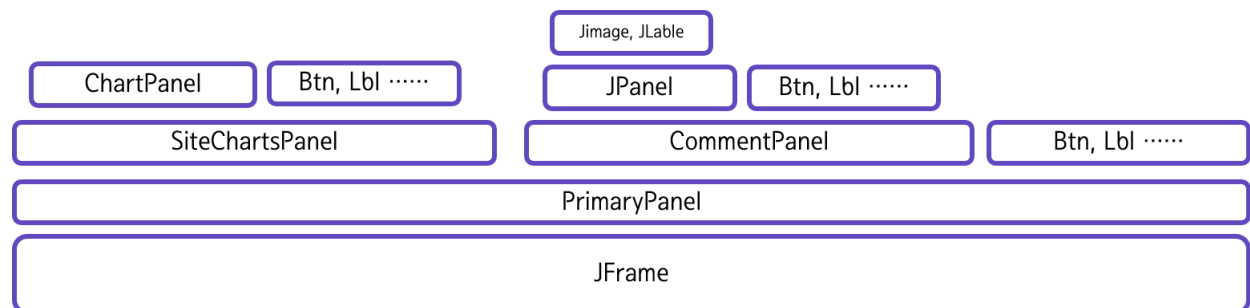 Jimage, JLable
ChartPanel
Btn, Lbl ⋯⋯
JPanel
Btn, Lbl ⋯⋯
SiteChartsPanel
CommentPanel
Btn, Lbl ⋯⋯
PrimaryPanel
JFrame